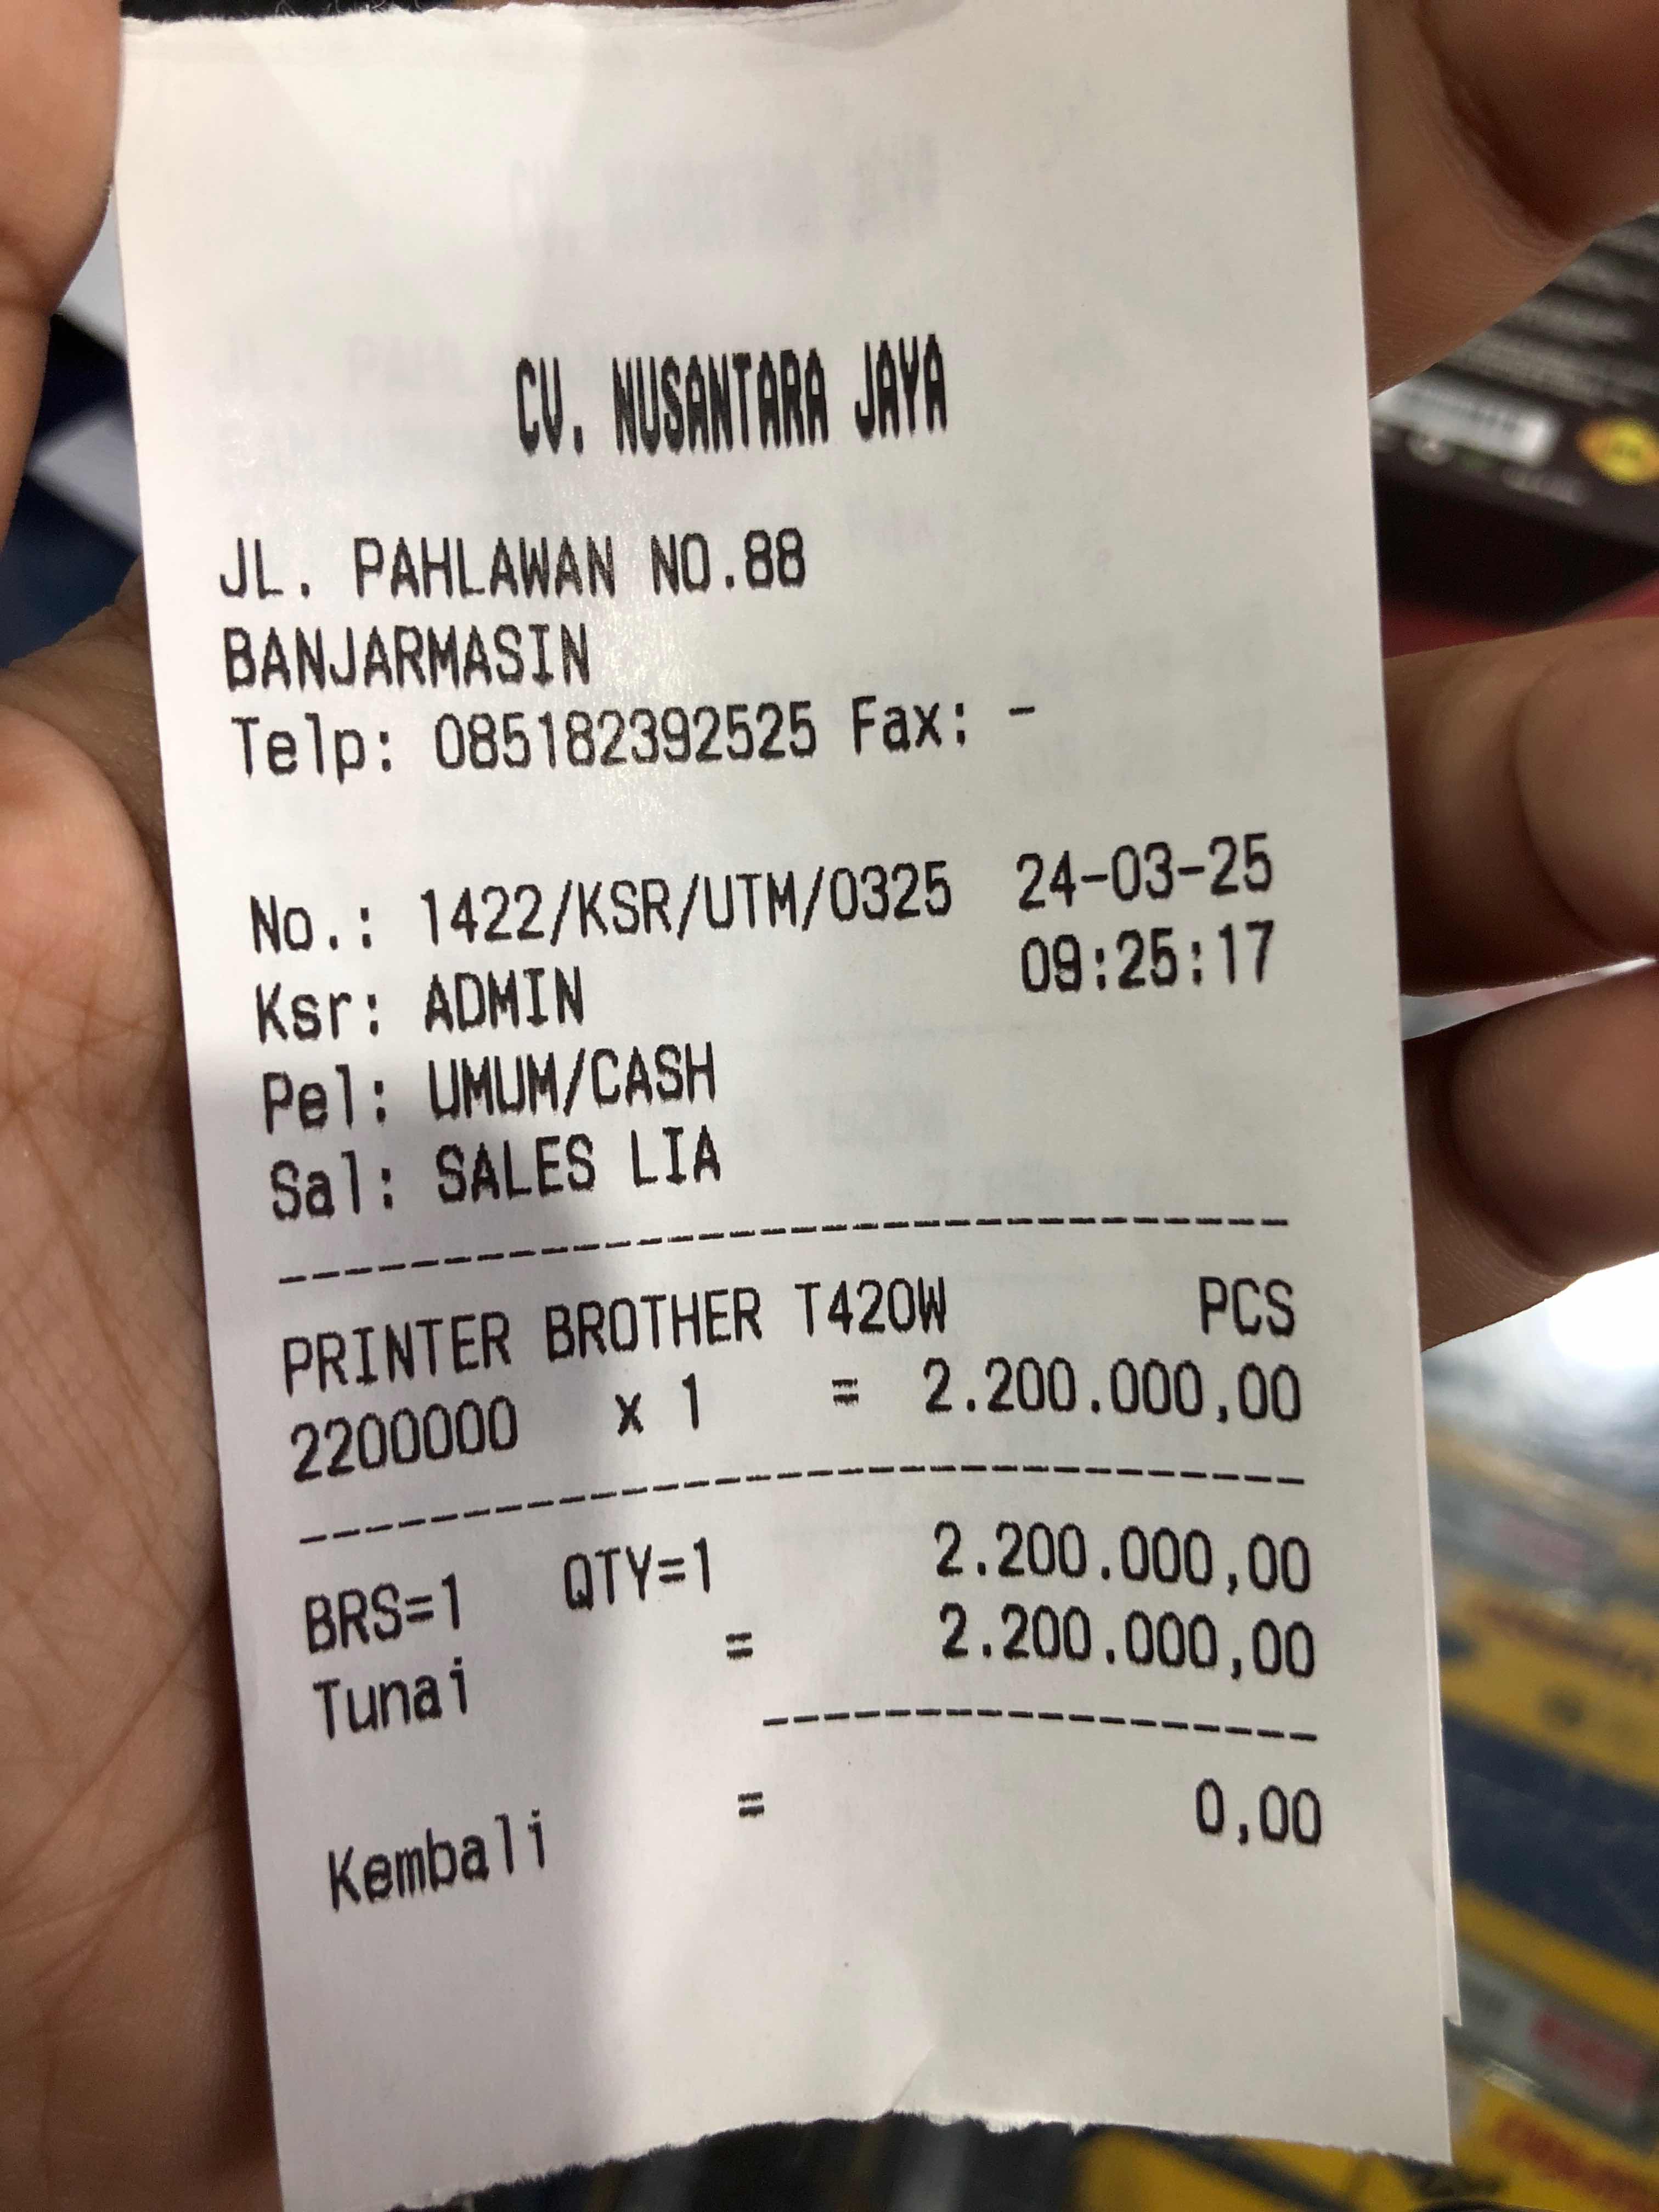 CV. NUSANTARA JAYA
JL. PAHLAWAN NO.88
BANJARMASIN
Telp: 085182392525 Fax: -
No.: 1422/KSR/UTM/0325 24-03-25
Ksr: ADMIN 09:25:17
Pel: UMUM/CASH
Sal: SALES LIA
--------------------------------
PRINTER BROTHER T420W PCS
2200000 x 1 = 2.200.000,00
--------------------------------
BRS=1 QTY=1 2.200.000,00
Tunai = 2.200.000,00
-----------------
Kembali = 0,00